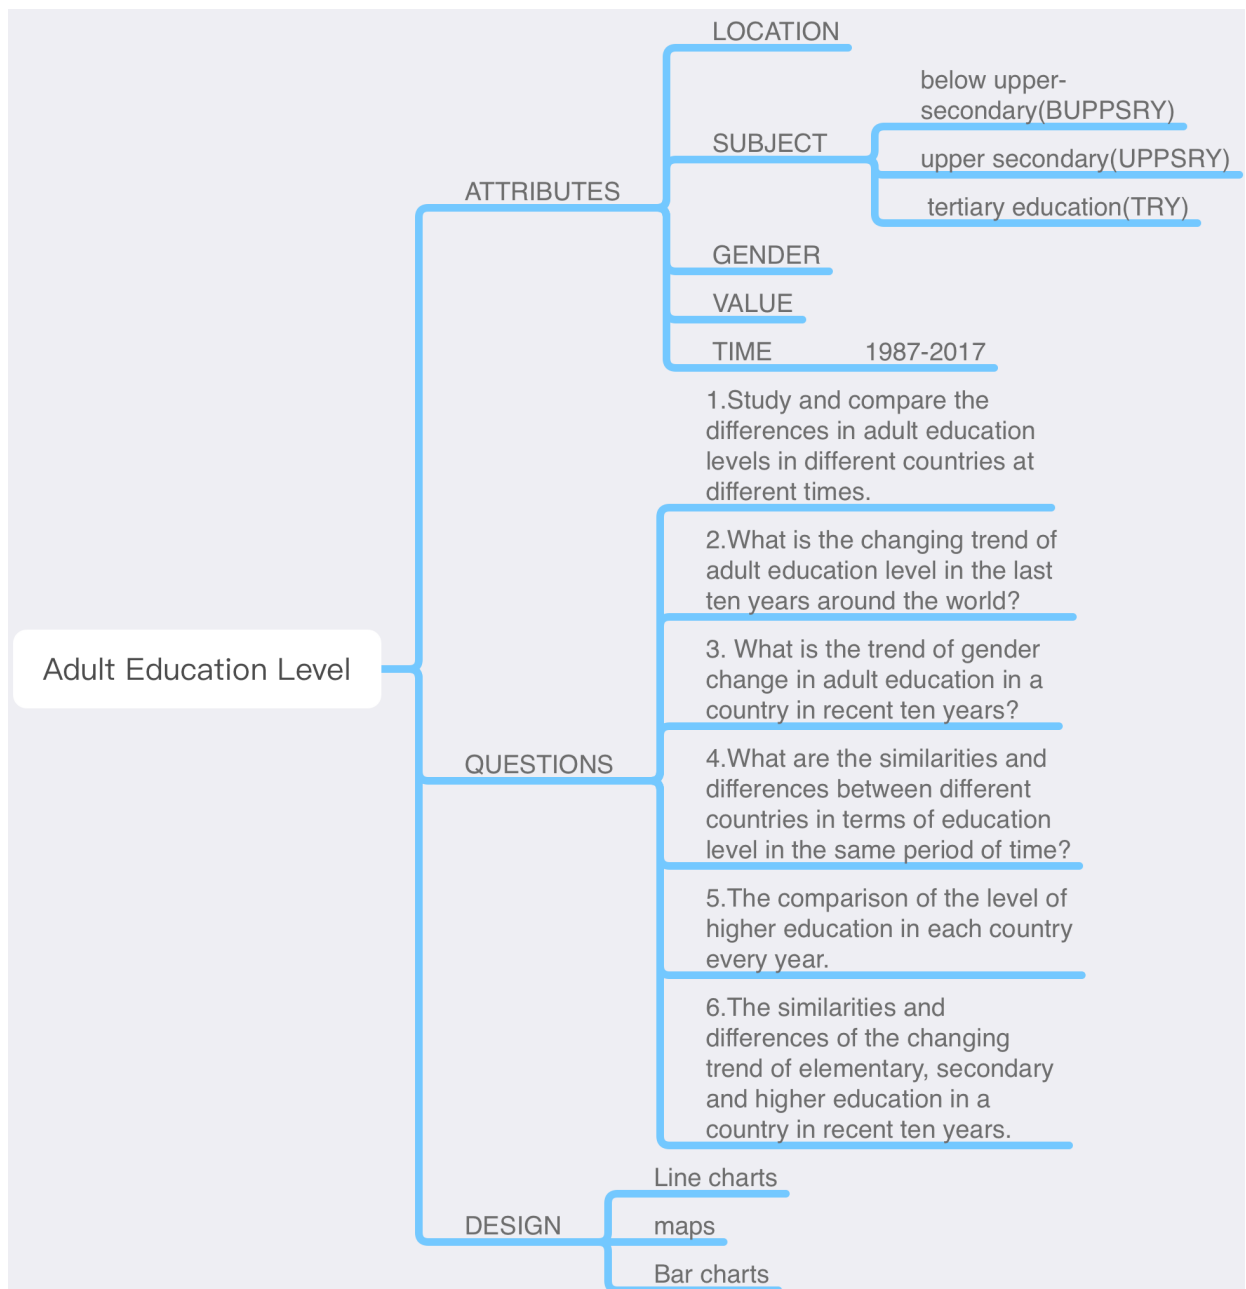 LOCATION
below upper-
secondary(BUPPSRY)
SUBJECT
upper secondary(UPPSRY)
tertiary education(TRY)
ATTRIBUTES
GENDER
VALUE
TIME 1987-2017
1.Study and compare the
differences in adult education
levels in different countries at
different times.
2.What is the changing trend of
adult education level in the last
ten years around the world?
3. What is the trend of gender
change in adult education in a
country in recent ten years?
Adult Education Level
QUESTIONS
4.What are the similarities and
differences between different
countries in terms of education
level in the same period of time?
5.The comparison of the level of
higher education in each country
every year.
6.The similarities and
differences of the changing
trend of elementary, secondary
and higher education in a
country in recent ten years.
Line charts
DESIGN
maps
Bar charts